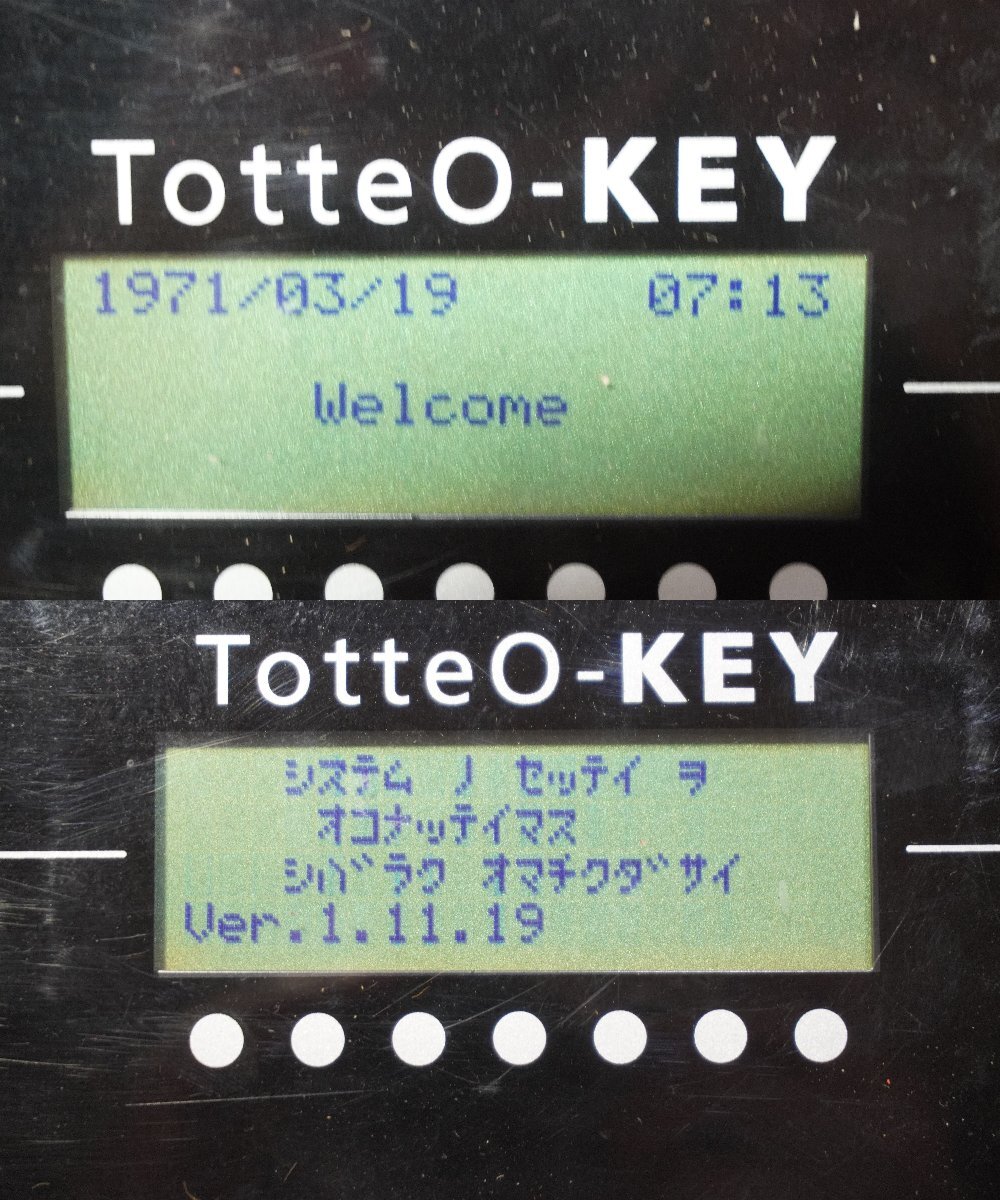 TotteO-KEY
1971/03/19 07:13
Welcome
TotteO-KEY
システム ノ セッテイ ヲ
オコナッテイマス
シバラク オマチクダサイ
Ver.1.11.19